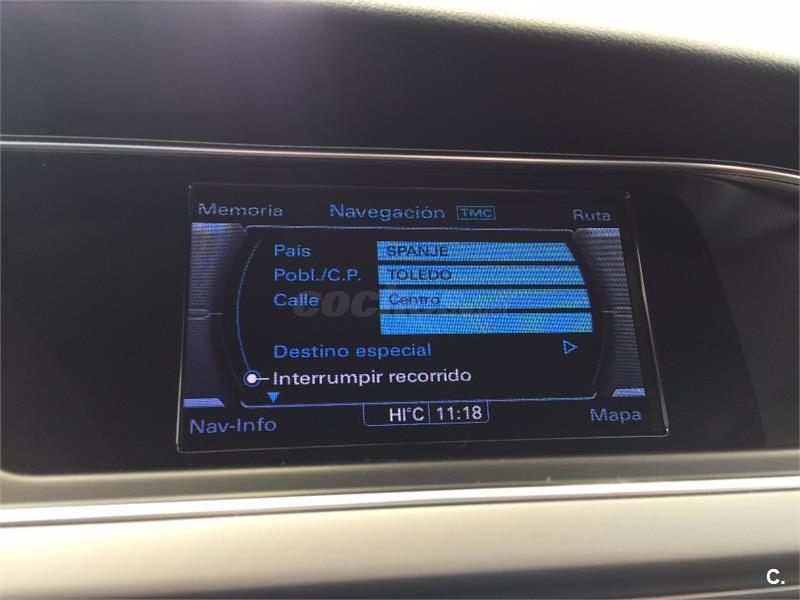 Memoria Navegación TMC Ruta
País SPANJE
Pobl./C.P. TOLEDO
Calle Centro
Destino especial
Interrumpir recorrido
Nav-Info HI°C 11:18 Mapa
C.